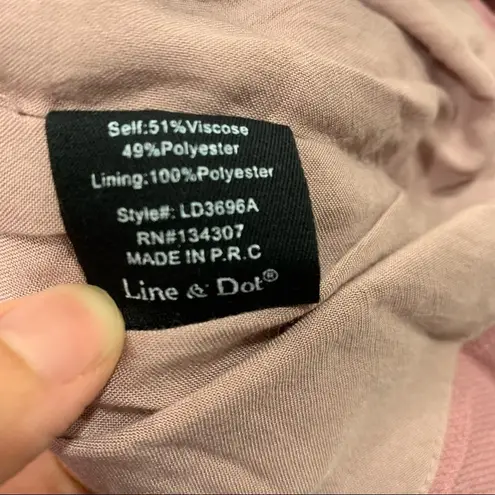 Self:51%Viscose
49%Polyester
Lining:100%Polyester
Style#: LD3696A
RN#134307
MADE IN P.R.C
Line & Dot®